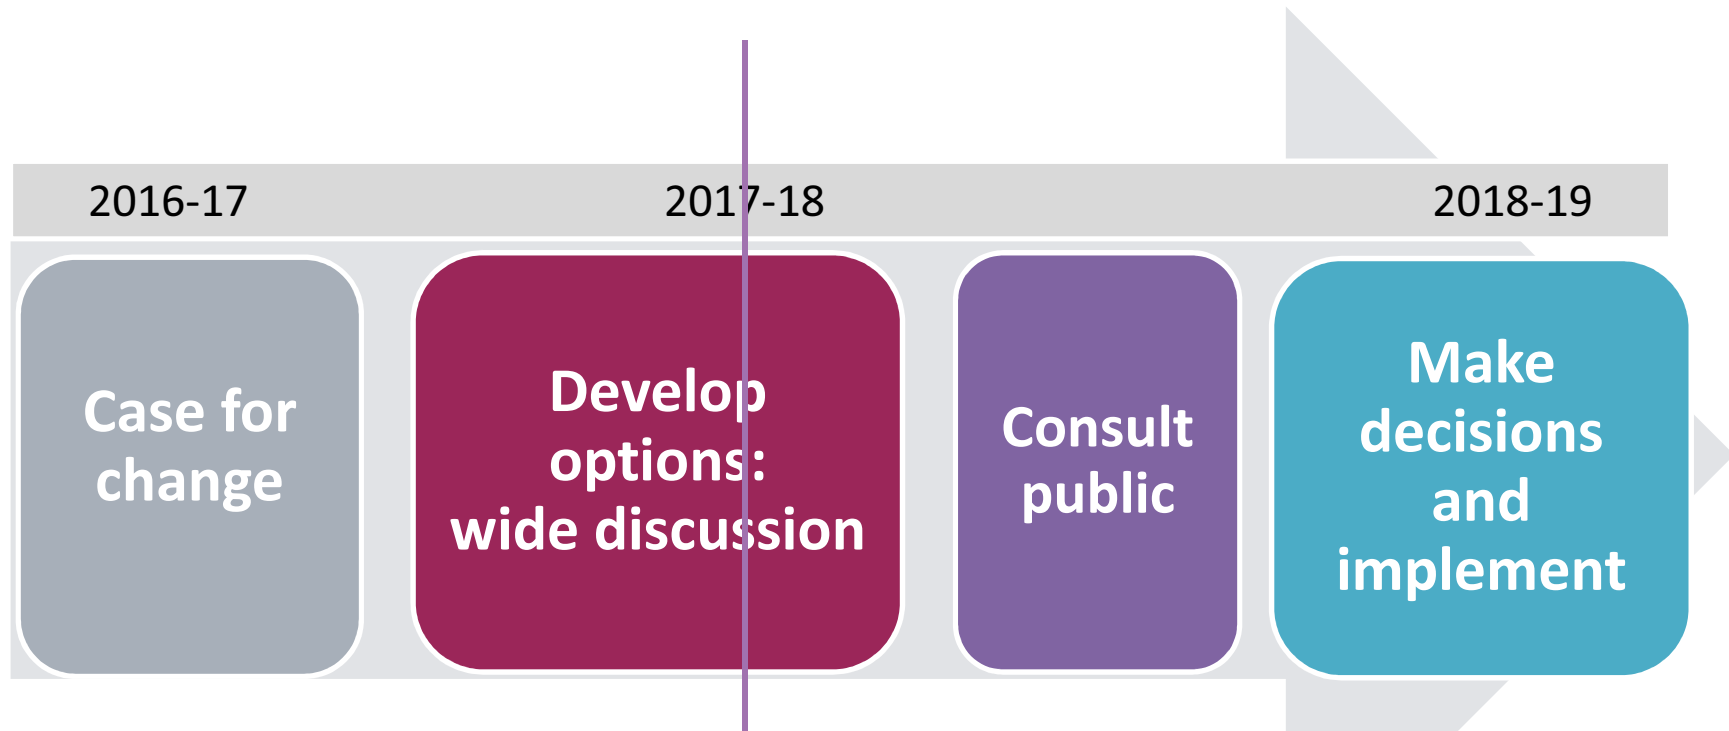 2016-17
2017-18
2018-19
Case for
change
Develop
options:
wide discussion
Consult
public
Make
decisions
and
implement